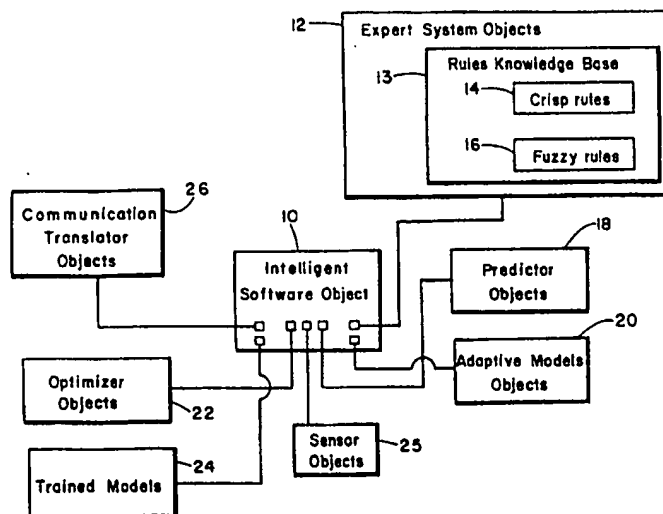 12
Expert System Objects
13
Rules Knowledge Base
14
Crisp rules
16
Fuzzy rules
26
Communication
Translator
Objects
10
Intelligent
Software Object
18
Predictor
Objects
20
Adaptive Models
Objects
Optimizer
Objects
22
Sensor
Objects
25
24
Trained Models